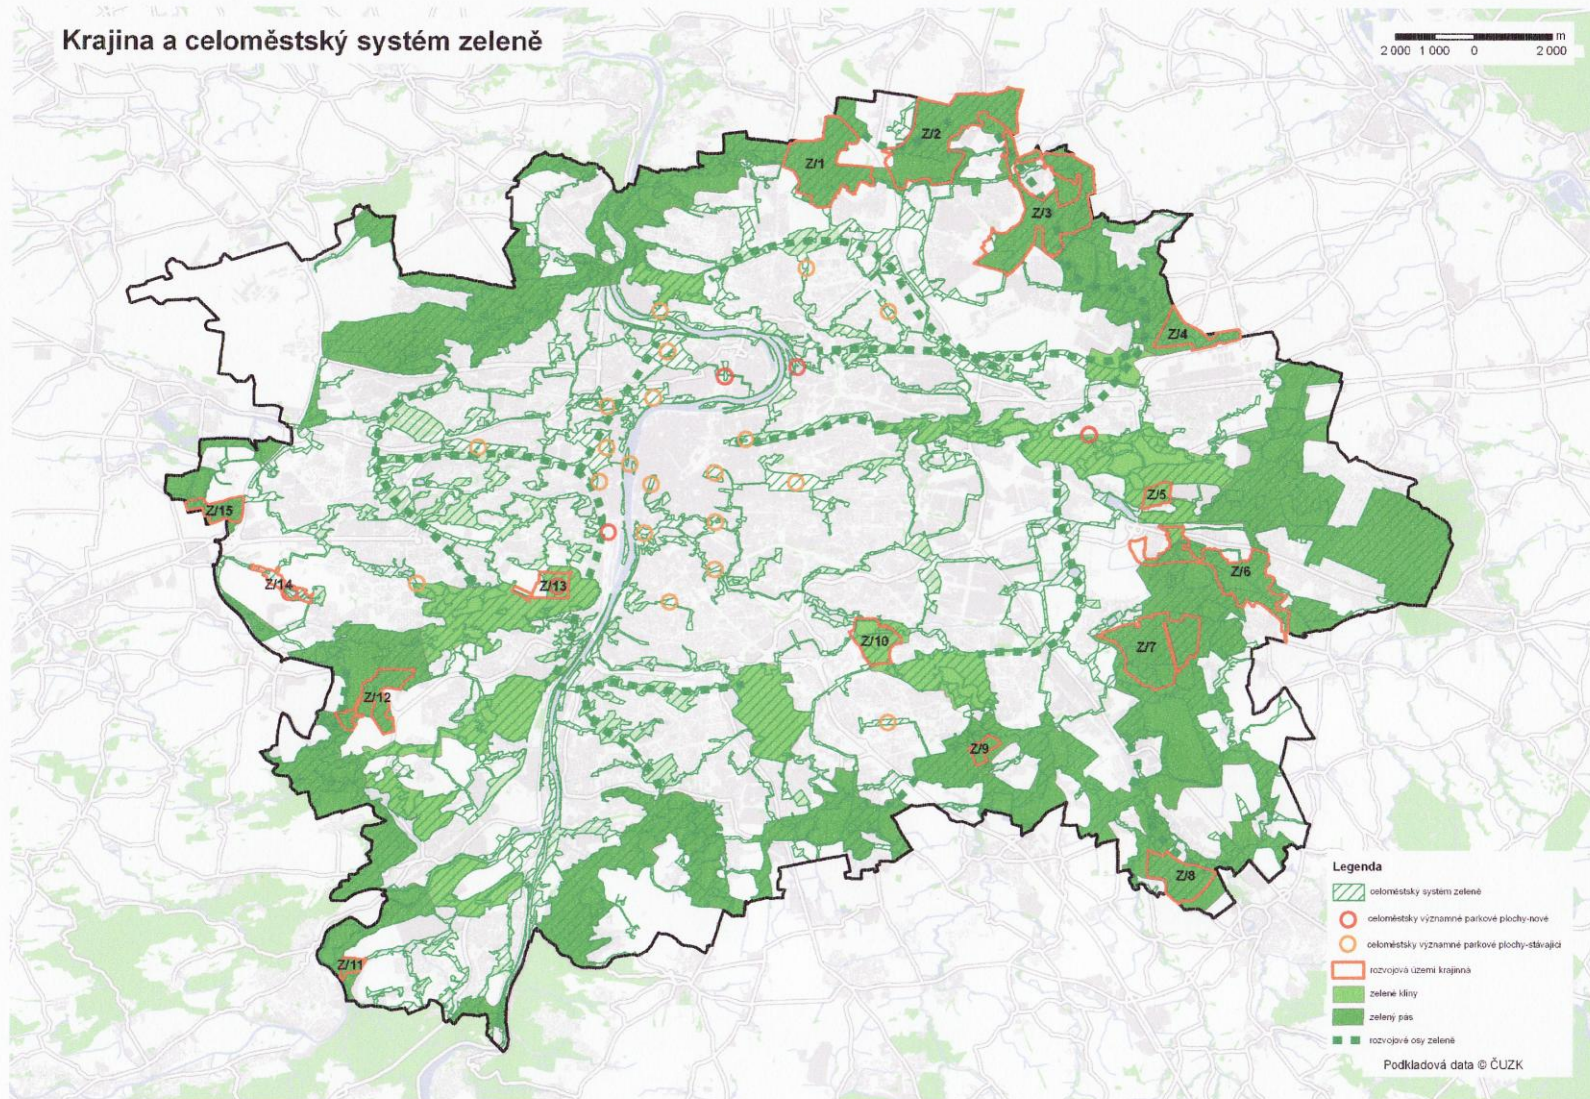 Krajina a celoměstský systém zeleně
m
2 000 1 000 0 2 000
Z/1
Z/2
Z/3
Z/4
Z/5
Z/6
Z/7
Z/8
Z/9
Z/10
Z/11
Z/12
Z/13
Z/14
Z/15
Legenda
celoměstsky systém zeleně
celoměstsky významné parkové plochy-nové
celoměstsky významné parkové plochy-stávající
rozvojová území krajinná
zelené klíny
zelený pás
rozvojové osy zeleně
Podkladová data © ČÚZK